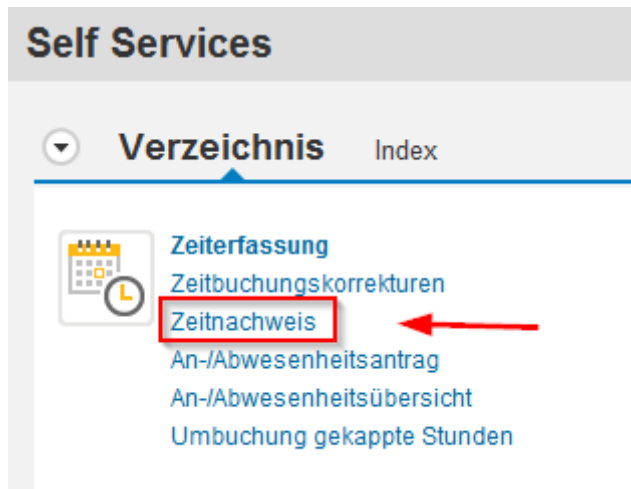 Self Services
Verzeichnis Index
Zeiterfassung
Zeitbuchungskorrekturen
Zeitnachweis
An-/Abwesenheitsantrag
An-/Abwesenheitsübersicht
Umbuchung gekappte Stunden